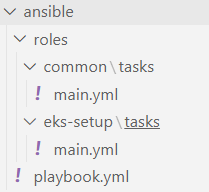 ansible
roles
common\tasks
! main.yml
eks-setup\tasks
! main.yml
! playbook.yml